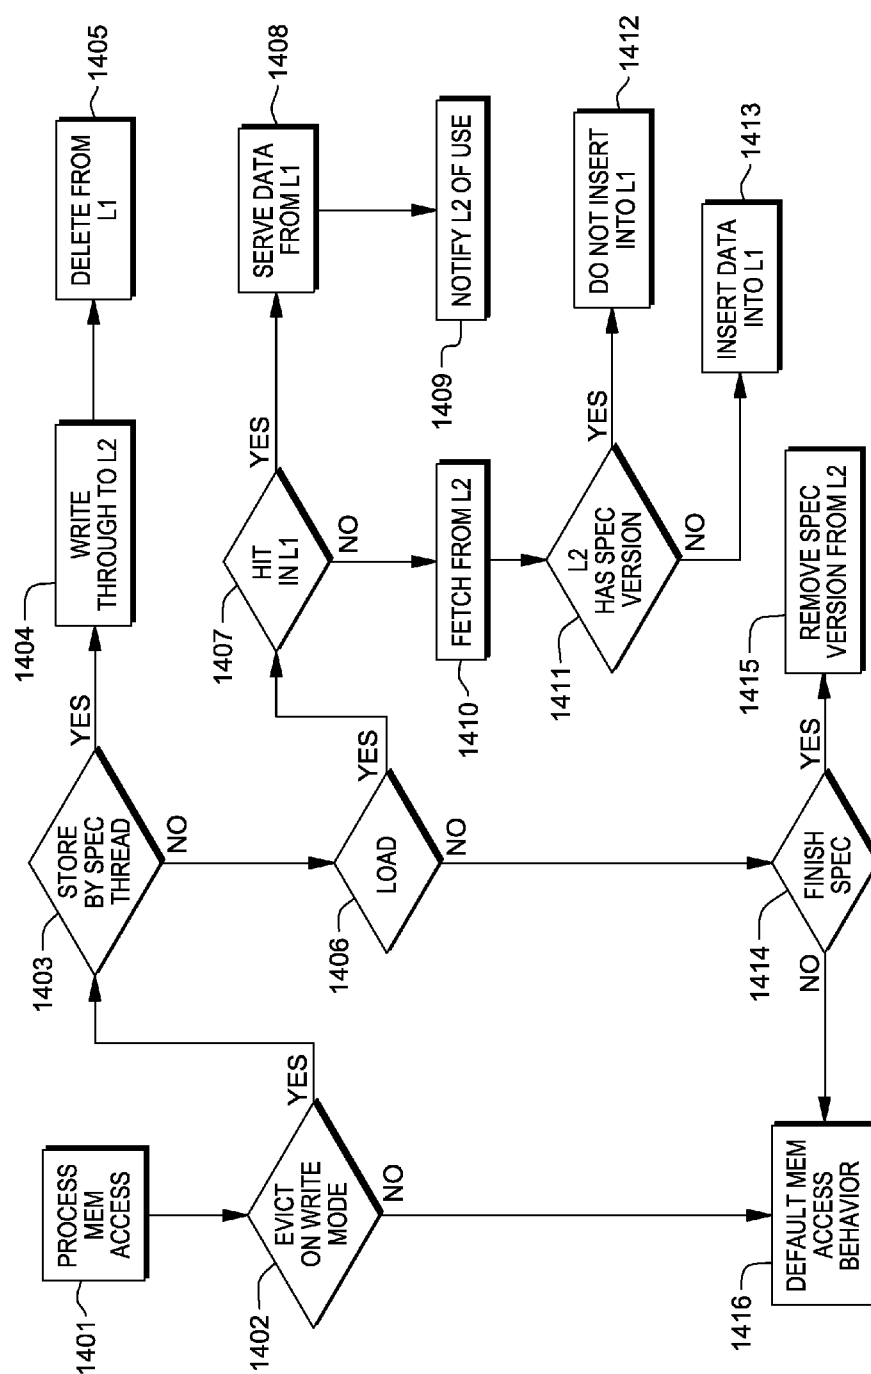 PROCESS
MEM
ACCESS
1401
EVICT
ON WRITE
MODE
1402
YES
NO
STORE
BY SPEC
THREAD
1403
YES
NO
WRITE
THROUGH TO L2
1404
DELETE FROM
L1
1405
LOAD
1406
YES
NO
HIT
IN L1
1407
YES
NO
SERVE DATA
FROM L1
1408
NOTIFY L2 OF USE
1409
FETCH FROM L2
1410
L2
HAS SPEC
VERSION
1411
YES
NO
DO NOT INSERT
INTO L1
1412
INSERT DATA
INTO L1
1413
FINISH
SPEC
1414
YES
NO
REMOVE SPEC
VERSION FROM L2
1415
DEFAULT MEM
ACCESS
BEHAVIOR
1416